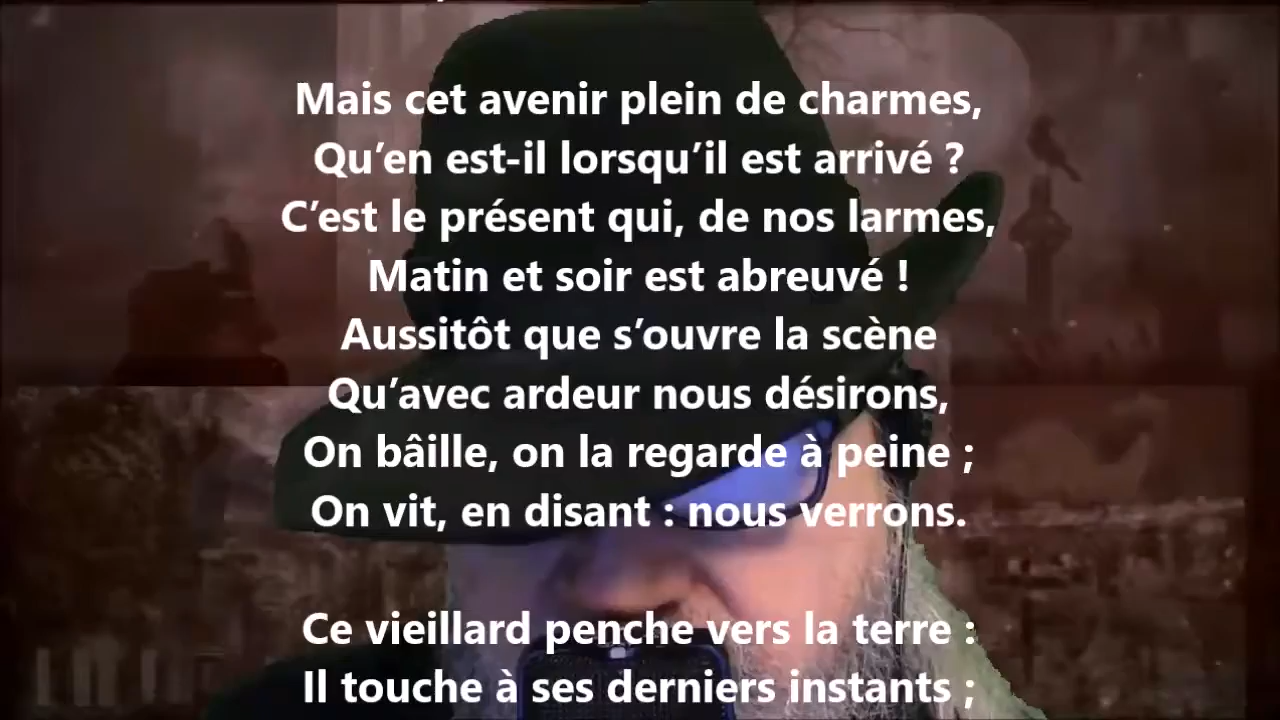 Mais cet avenir plein de charmes,
Qu’en est-il lorsqu’il est arrivé ?
C’est le présent qui, de nos larmes,
Matin et soir est abreuvé !
Aussitôt que s’ouvre la scène
Qu’avec ardeur nous désirons,
On bâille, on la regarde à peine ;
On vit, en disant : nous verrons.
Ce vieillard penche vers la terre :
Il touche à ses derniers instants ;